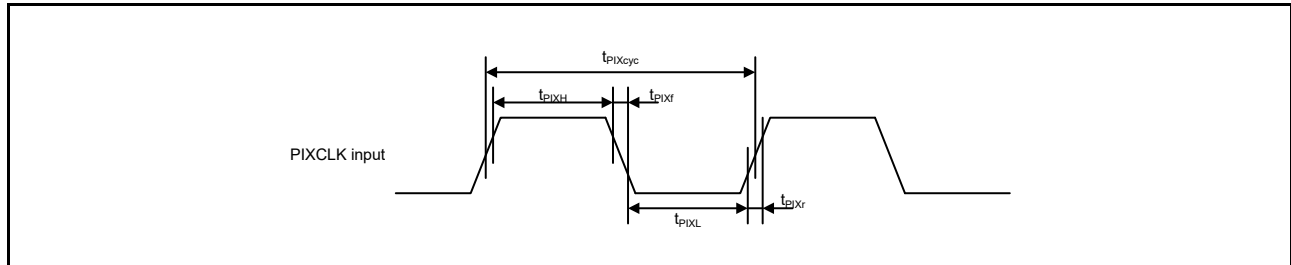 tPIXcyc
tPIXH
tPIXf
PIXCLK input
tPIXL
tPIXr